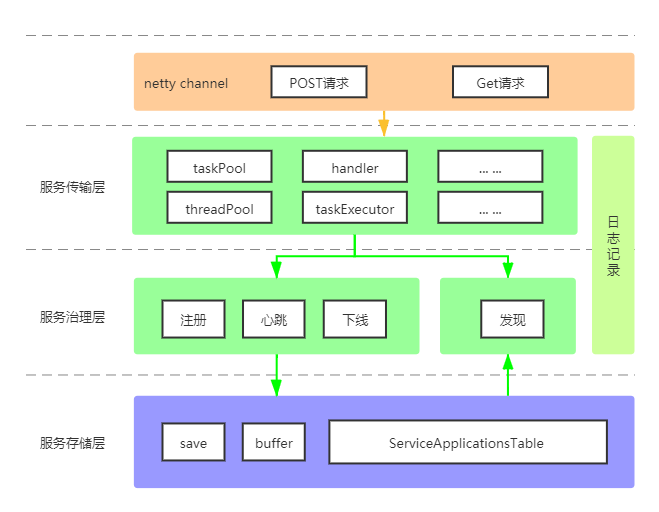 netty channel
POST请求
Get请求
服务传输层
taskPool
handler
... ...
threadPool
taskExecutor
... ...
日志记录
服务治理层
注册
心跳
下线
发现
服务存储层
save
buffer
ServiceApplicationsTable